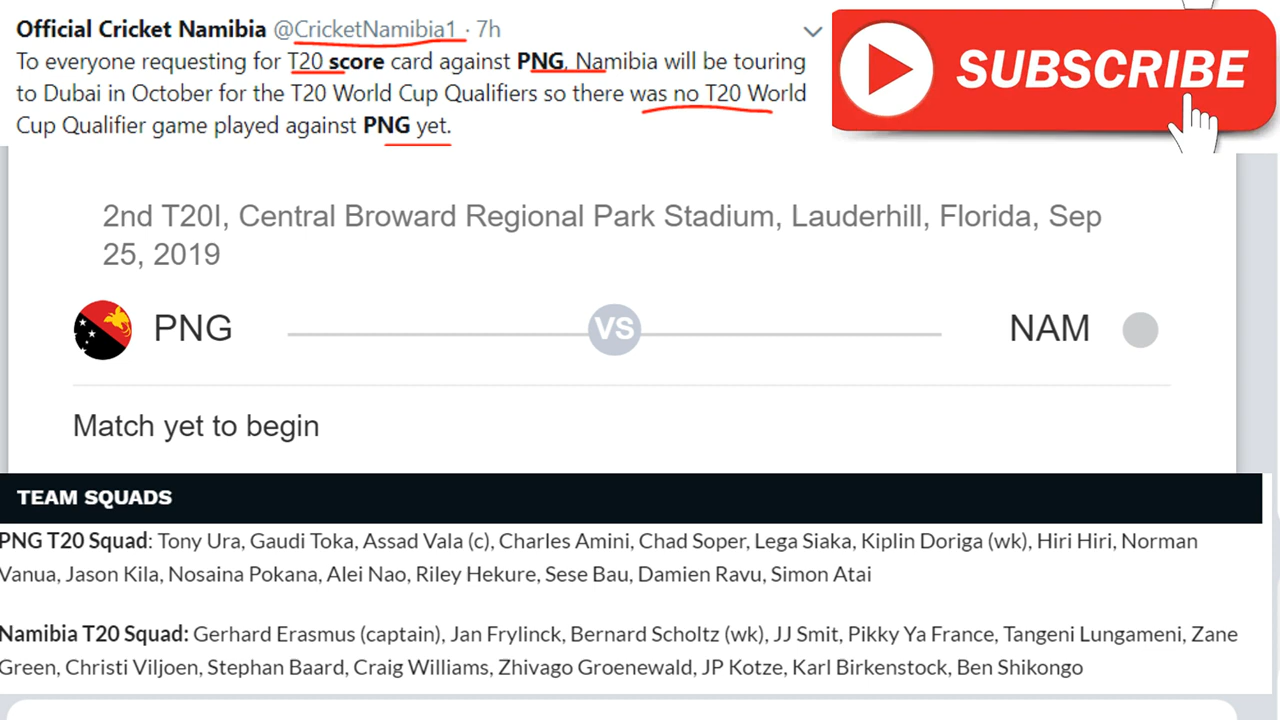 Official Cricket Namibia @CricketNamibia1 · 7h
To everyone requesting for T20 score card against PNG, Namibia will be touring
to Dubai in October for the T20 World Cup Qualifiers so there was no T20 World
Cup Qualifier game played against PNG yet.
SUBSCRIBE
2nd T20I, Central Broward Regional Park Stadium, Lauderhill, Florida, Sep
25, 2019
PNG VS NAM
Match yet to begin
TEAM SQUADS
PNG T20 Squad: Tony Ura, Gaudi Toka, Assad Vala (c), Charles Amini, Chad Soper, Lega Siaka, Kiplin Doriga (wk), Hiri Hiri, Norman
Vanua, Jason Kila, Nosaina Pokana, Alei Nao, Riley Hekure, Sese Bau, Damien Ravu, Simon Atai
Namibia T20 Squad: Gerhard Erasmus (captain), Jan Frylinck, Bernard Scholtz (wk), JJ Smit, Pikky Ya France, Tangeni Lungameni, Zane
Green, Christi Viljoen, Stephan Baard, Craig Williams, Zhivago Groenewald, JP Kotze, Karl Birkenstock, Ben Shikongo